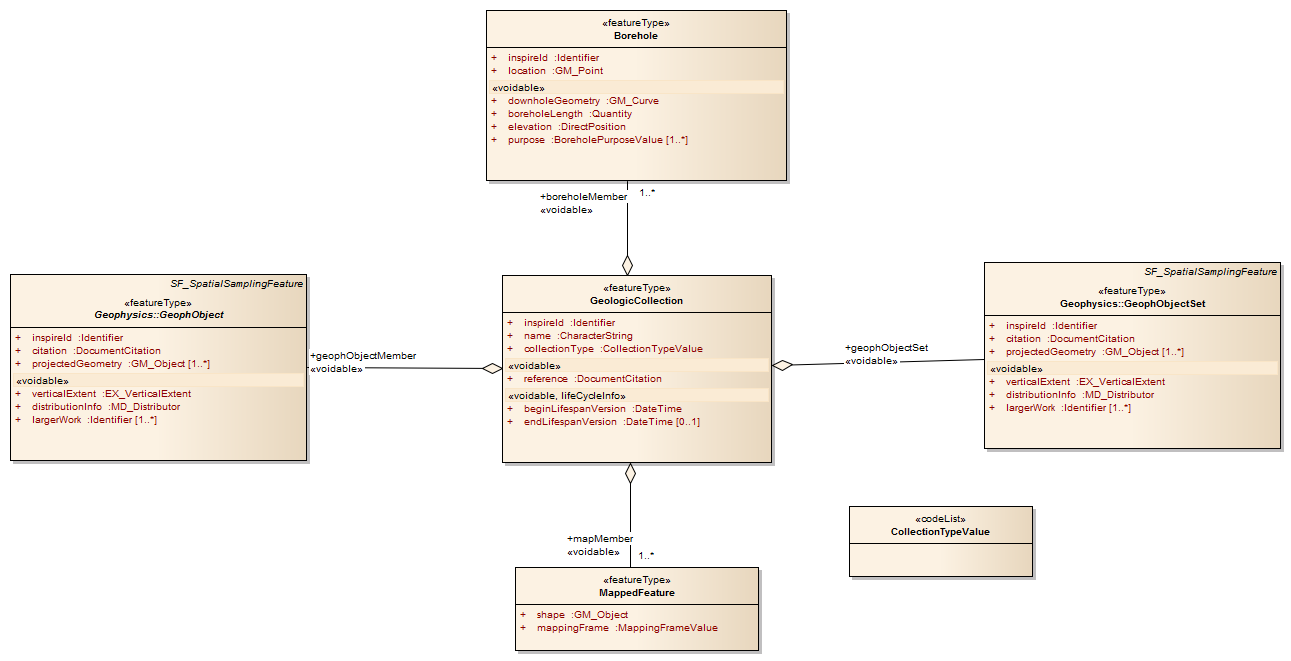 «featureType»
Borehole
+ inspireId :Identifier
+ location :GM_Point
«voidable»
+ downholeGeometry :GM_Curve
+ boreholeLength :Quantity
+ elevation :DirectPosition
+ purpose :BoreholePurposeValue [1..*]
+boreholeMember 1..*
«voidable»
SF_SpatialSamplingFeature
«featureType»
Geophysics::GeophObject
+ inspireId :Identifier
+ citation :DocumentCitation
+ projectedGeometry :GM_Object [1..*]
«voidable»
+ verticalExtent :EX_VerticalExtent
+ distributionInfo :MD_Distributor
+ largerWork :Identifier [1..*]
+geophObjectMember
«voidable»
«featureType»
GeologicCollection
+ inspireId :Identifier
+ name :CharacterString
+ collectionType :CollectionTypeValue
«voidable»
+ reference :DocumentCitation
«voidable, lifeCycleInfo»
+ beginLifespanVersion :DateTime
+ endLifespanVersion :DateTime [0..1]
+geophObjectSet
«voidable»
SF_SpatialSamplingFeature
«featureType»
Geophysics::GeophObjectSet
+ inspireId :Identifier
+ citation :DocumentCitation
+ projectedGeometry :GM_Object [1..*]
«voidable»
+ verticalExtent :EX_VerticalExtent
+ distributionInfo :MD_Distributor
+ largerWork :Identifier [1..*]
+mapMember
«voidable» 1..*
«featureType»
MappedFeature
+ shape :GM_Object
+ mappingFrame :MappingFrameValue
«codeList»
CollectionTypeValue